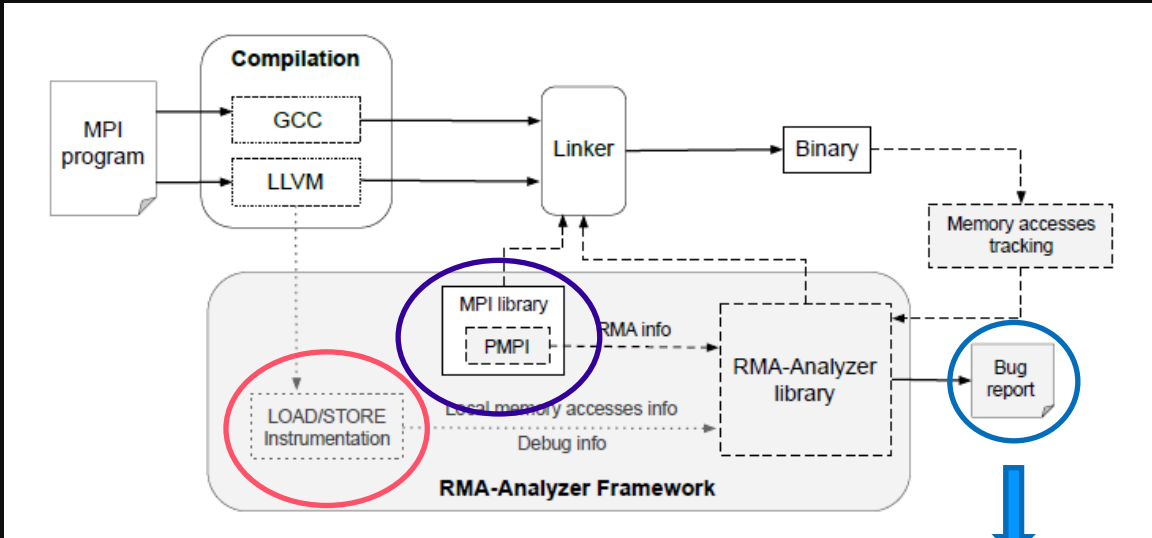 Compilation
MPI
program
GCC
LLVM
Linker
Binary
Memory accesses
tracking
MPI library
PMPI
RMA info
RMA-Analyzer
library
Bug
report
LOAD/STORE
Instrumentation
Local memory accesses info
Debug info
RMA-Analyzer Framework